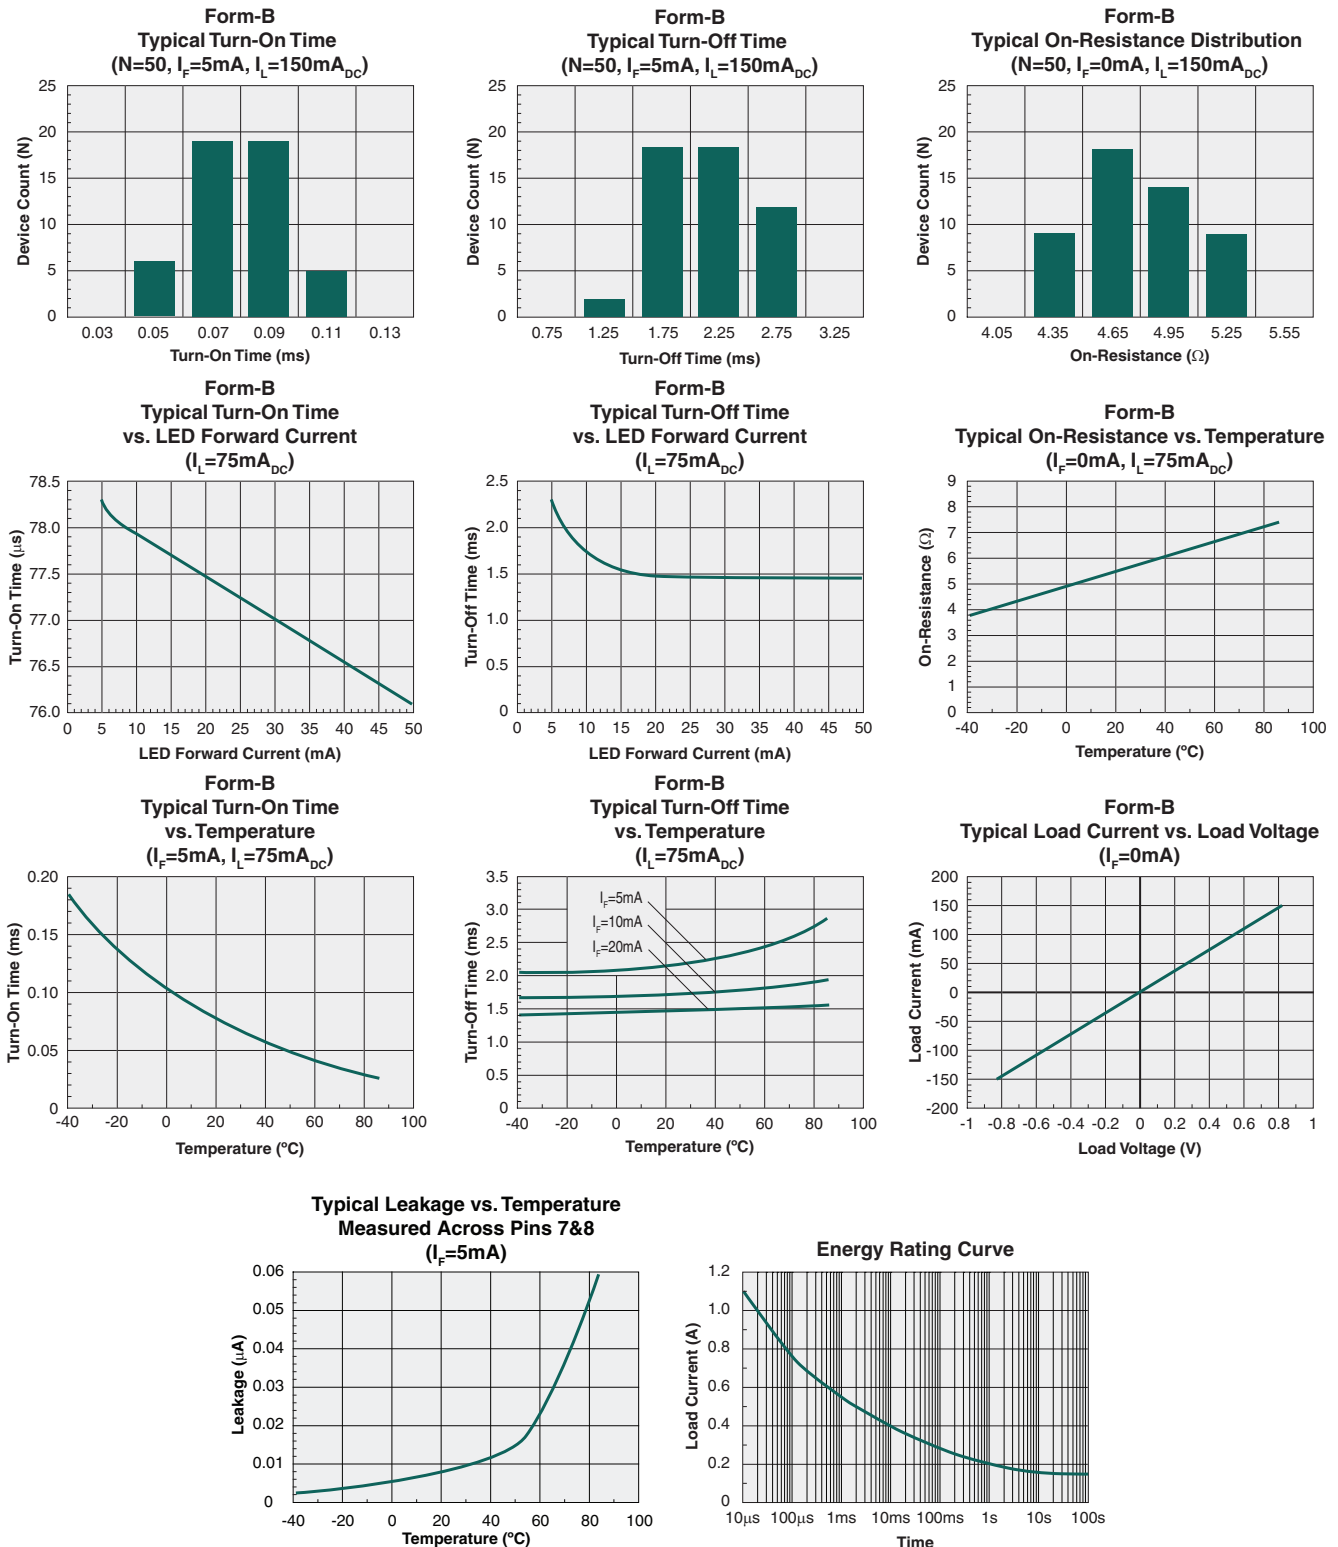 Form-B
Typical Turn-On Time
(N=50, IF=5mA, IL=150mADC)
25
20
15
10
5
0
Device Count (N)
0.03 0.05 0.07 0.09 0.11 0.13
Turn-On Time (ms)
Form-B
Typical Turn-Off Time
(N=50, IF=5mA, IL=150mADC)
25
20
15
10
5
0
Device Count (N)
0.75 1.25 1.75 2.25 2.75 3.25
Turn-Off Time (ms)
Form-B
Typical On-Resistance Distribution
(N=50, IF=0mA, IL=150mADC)
25
20
15
10
5
0
Device Count (N)
4.05 4.35 4.65 4.95 5.25 5.55
On-Resistance (Ω)
Form-B
Typical Turn-On Time
vs. LED Forward Current
(IL=75mADC)
78.5
78.0
77.5
77.0
76.5
76.0
Turn-On Time (μs)
0 5 10 15 20 25 30 35 40 45 50
LED Forward Current (mA)
Form-B
Typical Turn-Off Time
vs. LED Forward Current
(IL=75mADC)
2.5
2.0
1.5
1.0
0.5
0
Turn-Off Time (ms)
0 5 10 15 20 25 30 35 40 45 50
LED Forward Current (mA)
Form-B
Typical On-Resistance vs. Temperature
(IF=0mA, IL=75mADC)
9
8
7
6
5
4
3
2
1
0
On-Resistance (Ω)
-40 -20 0 20 40 60 80 100
Temperature (ºC)
Form-B
Typical Turn-On Time
vs. Temperature
(IF=5mA, IL=75mADC)
0.20
0.15
0.10
0.05
0
Turn-On Time (ms)
-40 -20 0 20 40 60 80 100
Temperature (ºC)
Form-B
Typical Turn-Off Time
vs. Temperature
(IL=75mADC)
3.5
3.0
2.5
2.0
1.5
1.0
0.5
0
Turn-Off Time (ms)
IF=5mA
IF=10mA
IF=20mA
-40 -20 0 20 40 60 80 100
Temperature (ºC)
Form-B
Typical Load Current vs. Load Voltage
(IF=0mA)
200
150
100
50
0
-50
-100
-150
-200
Load Current (mA)
-1 -0.8 -0.6 -0.4 -0.2 0 0.2 0.4 0.6 0.8 1
Load Voltage (V)
Typical Leakage vs. Temperature
Measured Across Pins 7&8
(IF=5mA)
0.06
0.05
0.04
0.03
0.02
0.01
0
Leakage (μA)
-40 -20 0 20 40 60 80 100
Temperature (ºC)
Energy Rating Curve
1.2
1.0
0.8
0.6
0.4
0.2
0
Load Current (A)
10μs 100μs 1ms 10ms 100ms 1s 10s 100s
Time